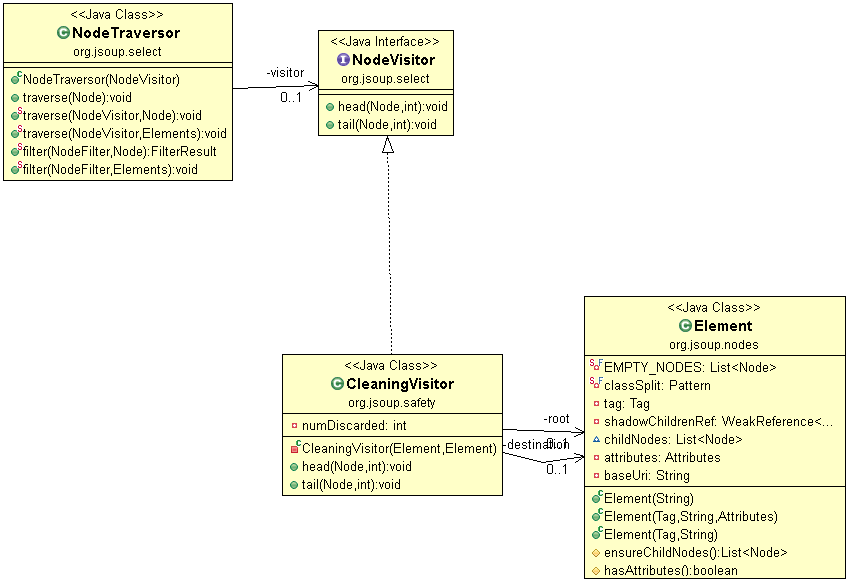 <<Java Class>>
NodeTraversor
org.jsoup.select
NodeTraversor(NodeVisitor)
traverse(Node):void
traverse(NodeVisitor,Node):void
traverse(NodeVisitor,Elements):void
filter(NodeFilter,Node):FilterResult
filter(NodeFilter,Elements):void
-visitor
0..1
<<Java Interface>>
NodeVisitor
org.jsoup.select
head(Node,int):void
tail(Node,int):void
<<Java Class>>
CleaningVisitor
org.jsoup.safety
numDiscarded: int
CleaningVisitor(Element,Element)
head(Node,int):void
tail(Node,int):void
-root
0..1
-destination
0..1
<<Java Class>>
Element
org.jsoup.nodes
EMPTY_NODES: List<Node>
classSplit: Pattern
tag: Tag
shadowChildrenRef: WeakReference<...
childNodes: List<Node>
attributes: Attributes
baseUri: String
Element(String)
Element(Tag,String,Attributes)
Element(Tag,String)
ensureChildNodes():List<Node>
hasAttributes():boolean